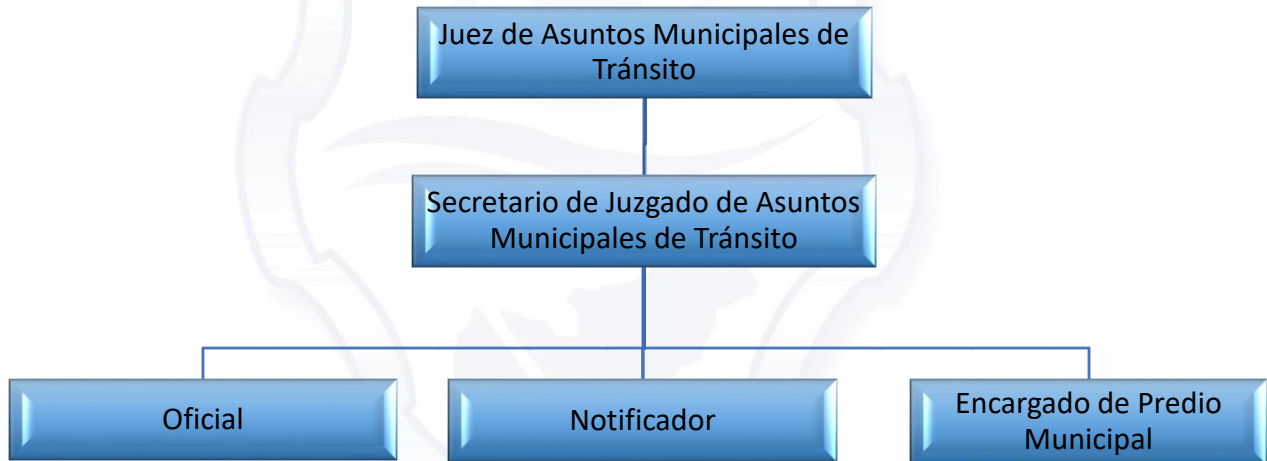 Juez de Asuntos Municipales de
Tránsito
Secretario de Juzgado de Asuntos
Municipales de Tránsito
Oficial
Notificador
Encargado de Predio
Municipal